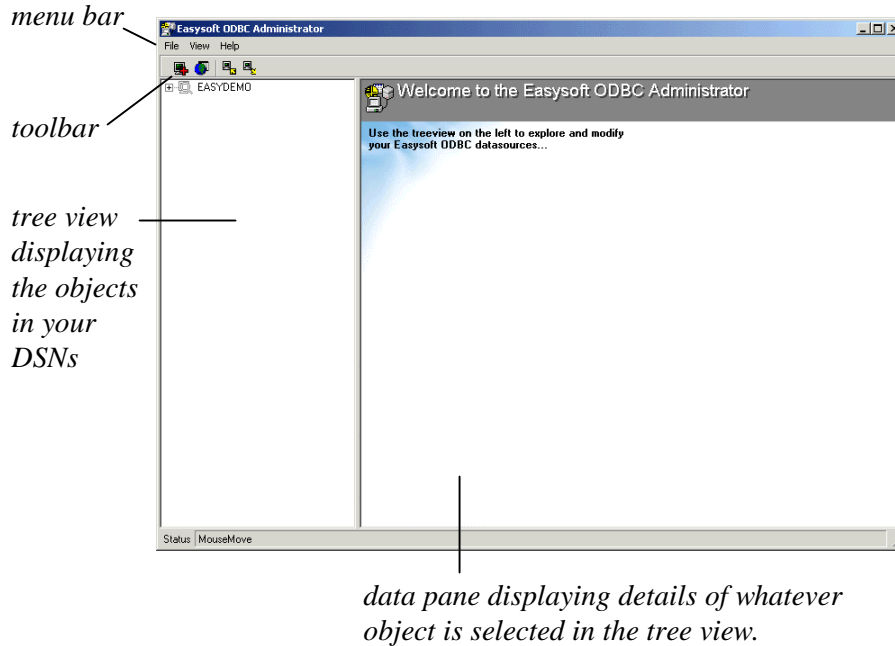 menu bar
Easysoft ODBC Administrator
File View Help
toolbar
EASYDEMO
Welcome to the Easysoft ODBC Administrator
Use the treeview on the left to explore and modify
your Easysoft ODBC datasources...
tree view
displaying
the objects
in your
DSNs
Status MouseMove
data pane displaying details of whatever
object is selected in the tree view.